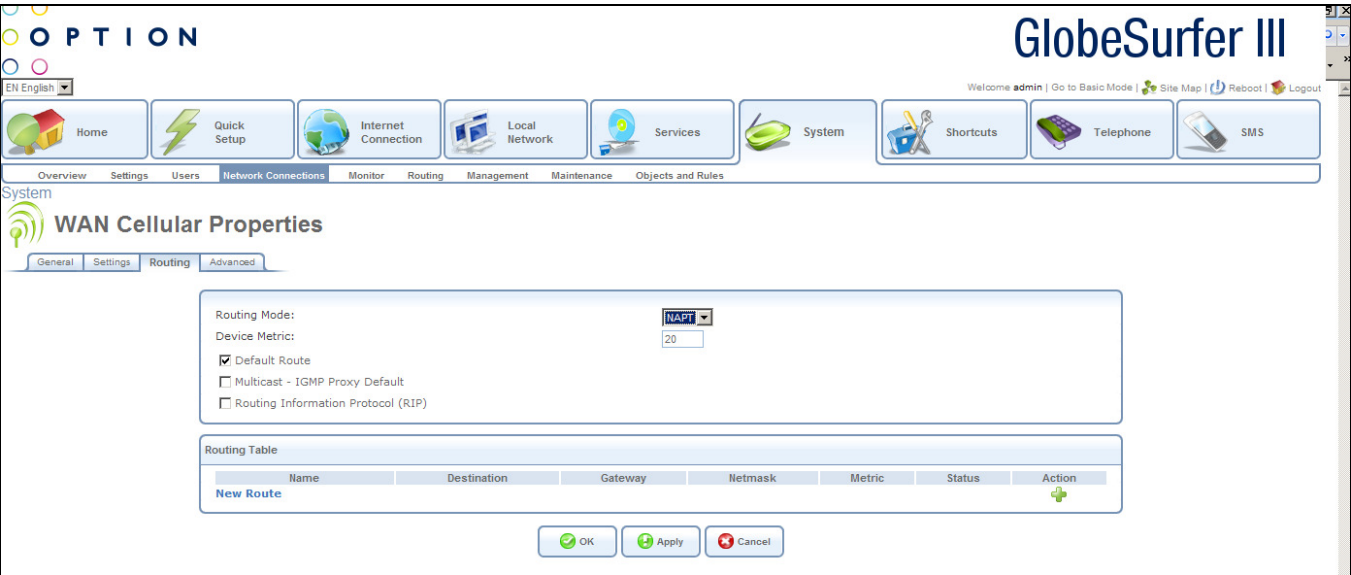 OPTION
GlobeSurfer III
EN English
Welcome admin | Go to Basic Mode | Site Map | Reboot | Logout
Home
Quick Setup
Internet Connection
Local Network
Services
System
Shortcuts
Telephone
SMS
Overview Settings Users Network Connections Monitor Routing Management Maintenance Objects and Rules
System
WAN Cellular Properties
General Settings Routing Advanced
Routing Mode: NAPT
Device Metric: 20
Default Route
Multicast - IGMP Proxy Default
Routing Information Protocol (RIP)
Routing Table
Name Destination Gateway Netmask Metric Status Action
New Route
OK Apply Cancel